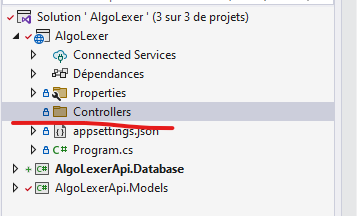 Solution ' AlgoLexer ' (3 sur 3 de projets)
AlgoLexer
Connected Services
Dépendances
Properties
Controllers
appsettings.json
C# Program.cs
C# AlgoLexerApi.Database
C# AlgoLexerApi.Models